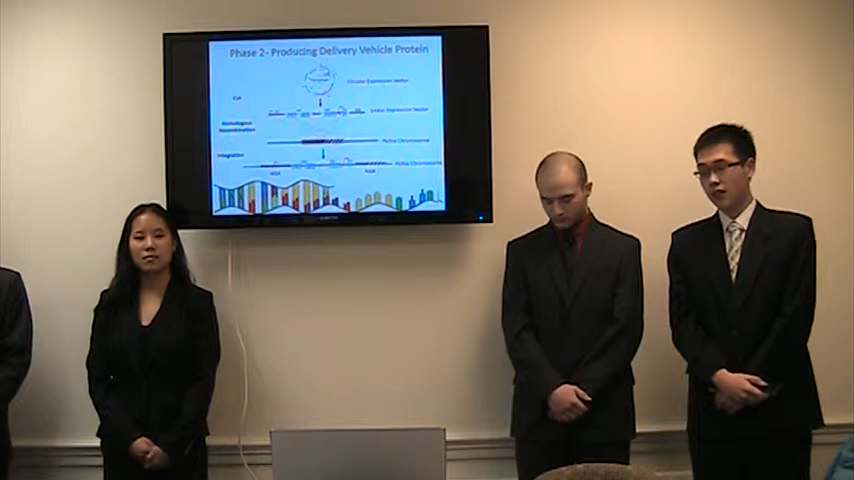 Phase 2- Producing Delivery Vehicle Protein
Circular Expression Vector
Cut
Linear Expression Vector
Homologous
Recombination
Pichia Chromosome
Integration
Pichia Chromosome